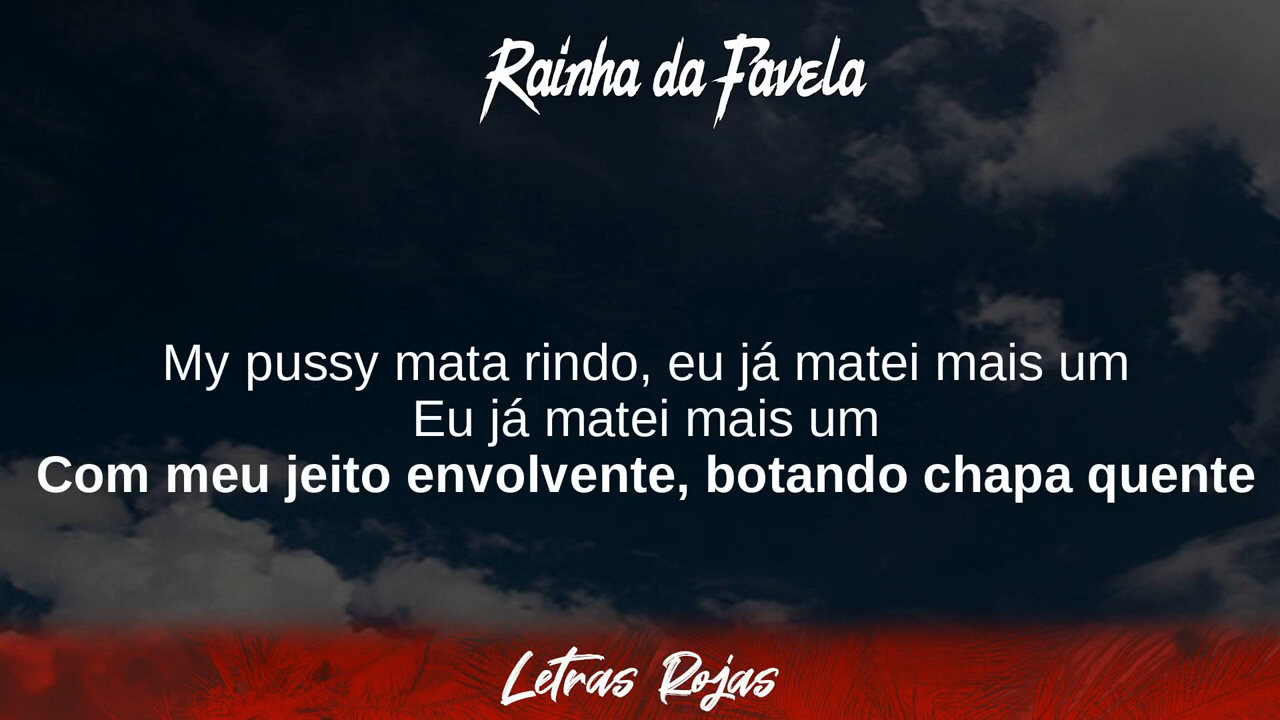 Rainha da Favela
My pussy mata rindo, eu já matei mais um
Eu já matei mais um
Com meu jeito envolvente, botando chapa quente
Letras Rojas